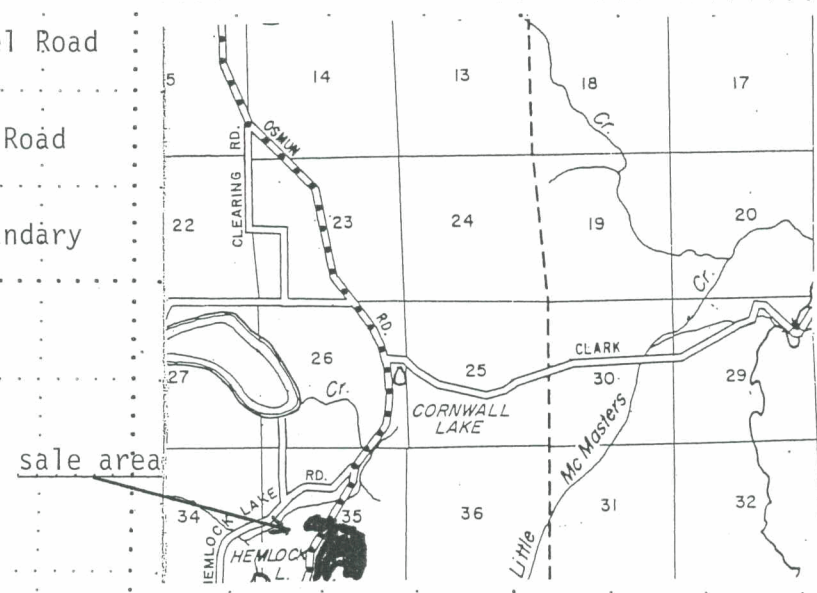 Road
14
13
18
17
Cr.
OSMUN
RD.
Road
CLEARING
22
23
24
19
20
ndary
Cr.
RD.
CLARK
26
25
30
29
27
Cr.
CORNWALL
LAKE
Mc Masters
sale area
RD.
LAKE
34
35
36
31
32
HEMLOCK
HEMLOCK
L.
Little